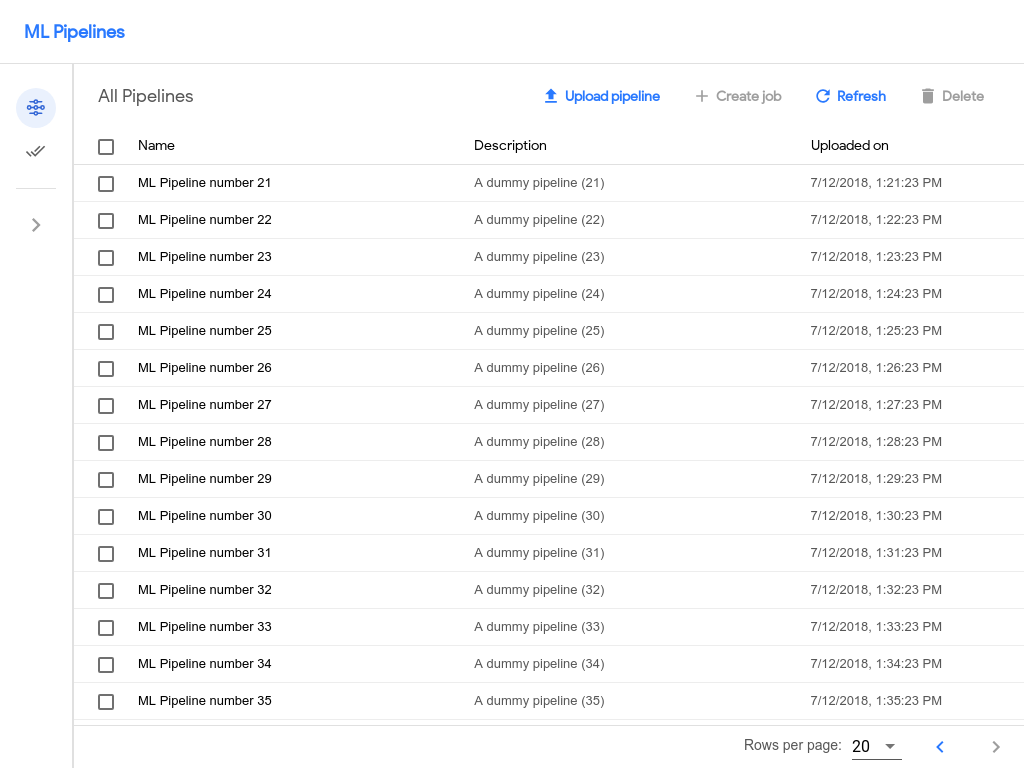 ML Pipelines
All Pipelines Upload pipeline Create job Refresh Delete
Name Description Uploaded on
ML Pipeline number 21 A dummy pipeline (21) 7/12/2018, 1:21:23 PM
ML Pipeline number 22 A dummy pipeline (22) 7/12/2018, 1:22:23 PM
ML Pipeline number 23 A dummy pipeline (23) 7/12/2018, 1:23:23 PM
ML Pipeline number 24 A dummy pipeline (24) 7/12/2018, 1:24:23 PM
ML Pipeline number 25 A dummy pipeline (25) 7/12/2018, 1:25:23 PM
ML Pipeline number 26 A dummy pipeline (26) 7/12/2018, 1:26:23 PM
ML Pipeline number 27 A dummy pipeline (27) 7/12/2018, 1:27:23 PM
ML Pipeline number 28 A dummy pipeline (28) 7/12/2018, 1:28:23 PM
ML Pipeline number 29 A dummy pipeline (29) 7/12/2018, 1:29:23 PM
ML Pipeline number 30 A dummy pipeline (30) 7/12/2018, 1:30:23 PM
ML Pipeline number 31 A dummy pipeline (31) 7/12/2018, 1:31:23 PM
ML Pipeline number 32 A dummy pipeline (32) 7/12/2018, 1:32:23 PM
ML Pipeline number 33 A dummy pipeline (33) 7/12/2018, 1:33:23 PM
ML Pipeline number 34 A dummy pipeline (34) 7/12/2018, 1:34:23 PM
ML Pipeline number 35 A dummy pipeline (35) 7/12/2018, 1:35:23 PM
Rows per page: 20